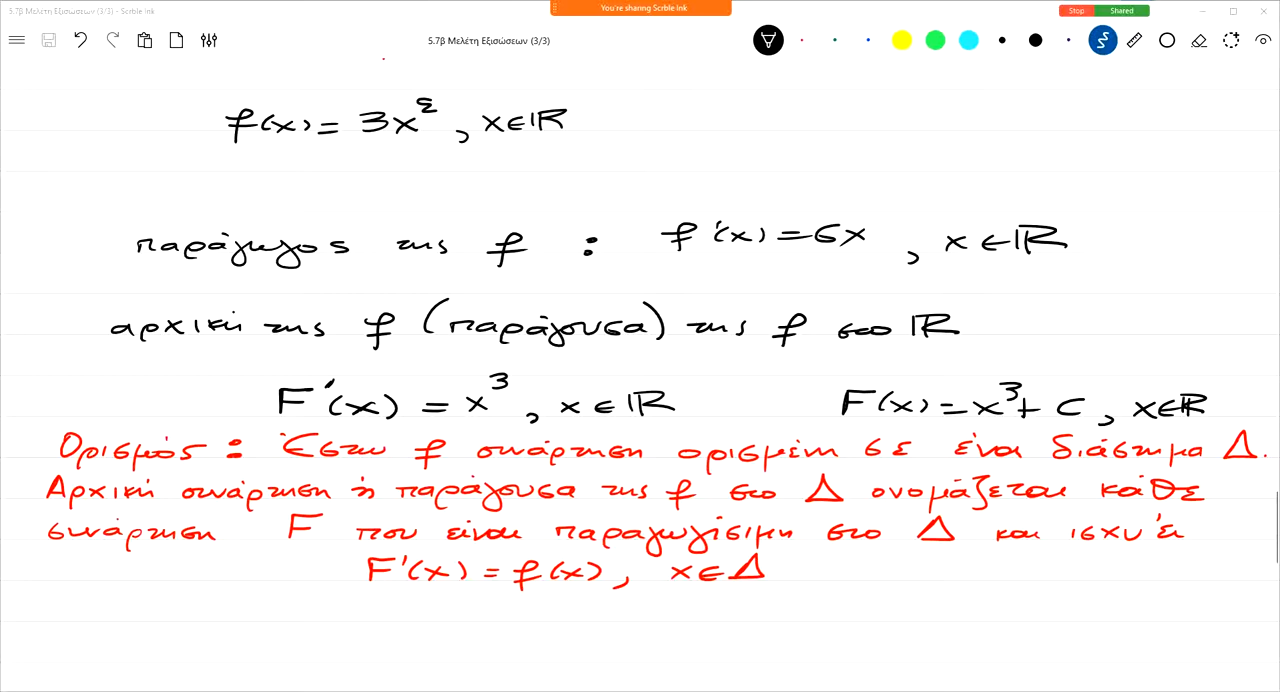 5.7β Μελέτη Εξισώσεων (3/3) - Scrble Ink
You're sharing Scrble Ink
Stop Shared
5.7β Μελέτη Εξισώσεων (3/3)
f(x) = 3x², x∈ℝ
παράγωγος της f : f'(x) = 6x, x∈ℝ
αρχική της f (παράγουσα) της f στο ℝ
F'(x) = x³, x∈ℝ F(x) = x³ + c, x∈ℝ
Ορισμός: Έστω f συνάρτηση ορισμένη σε ένα διάστημα Δ.
Αρχική συνάρτηση ή παράγουσα της f στο Δ ονομάζεται κάθε
συνάρτηση F που είναι παραγωγίσιμη στο Δ και ισχύει
F'(x) = f(x), x∈Δ